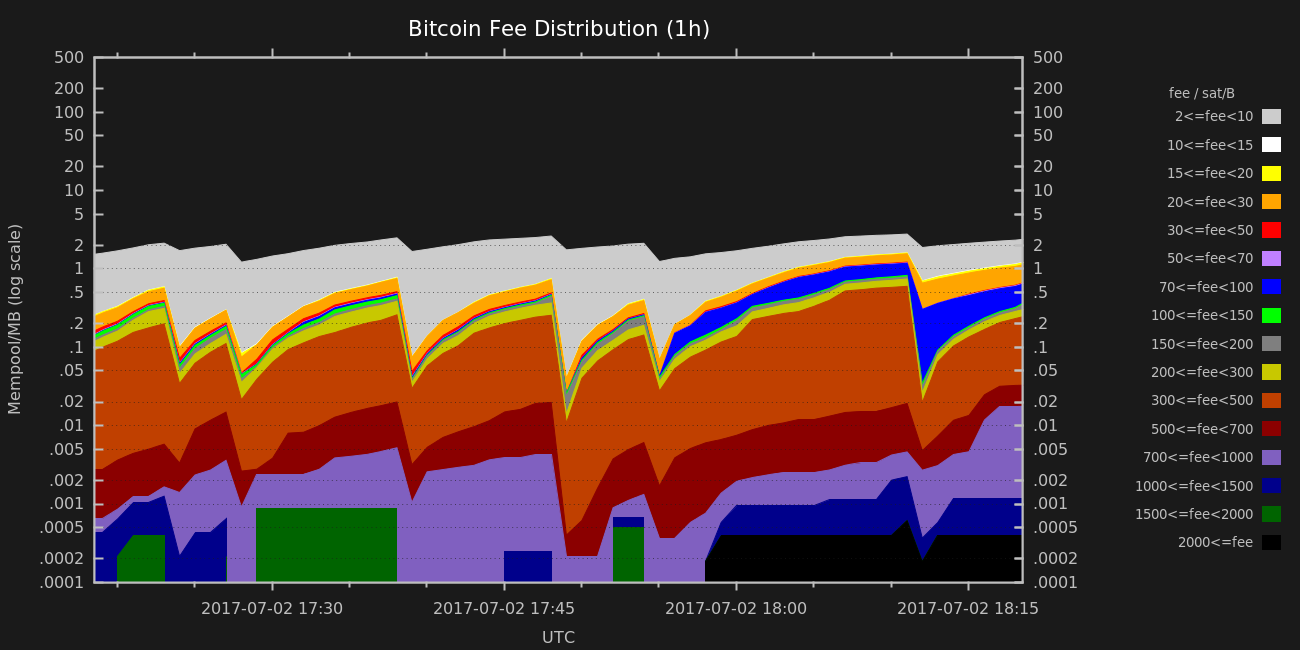 Bitcoin Fee Distribution (1h)
500 500
200 200
100 100
50 50
20 20
10 10
5 5
2 2
1 1
.5 .5
.2 .2
.1 .1
.05 .05
.02 .02
.01 .01
.005 .005
.002 .002
.001 .001
.0005 .0005
.0002 .0002
.0001 .0001
Mempool/MB (log scale)
2017-07-02 17:30 2017-07-02 17:45 2017-07-02 18:00 2017-07-02 18:15
UTC
fee / sat/B
2<=fee<10
10<=fee<15
15<=fee<20
20<=fee<30
30<=fee<50
50<=fee<70
70<=fee<100
100<=fee<150
150<=fee<200
200<=fee<300
300<=fee<500
500<=fee<700
700<=fee<1000
1000<=fee<1500
1500<=fee<2000
2000<=fee